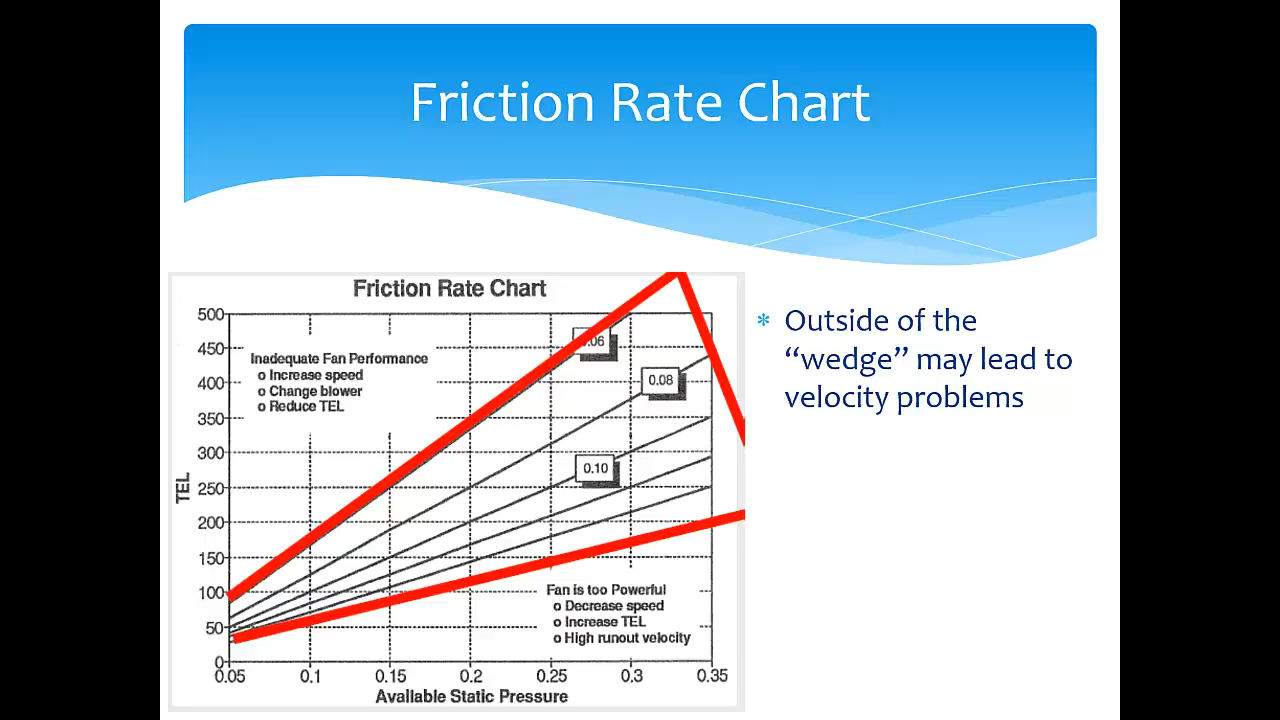 Friction Rate Chart
Friction Rate Chart
500
450
400
350
300
250
200
150
100
50
0
TEL
Inadequate Fan Performance
o Increase speed
o Change blower
o Reduce TEL
.06
0.08
0.10
Fan is too Powerful
o Decrease speed
o Increase TEL
o High runout velocity
0.05 0.1 0.15 0.2 0.25 0.3 0.35
Available Static Pressure
* Outside of the
“wedge” may lead to
velocity problems